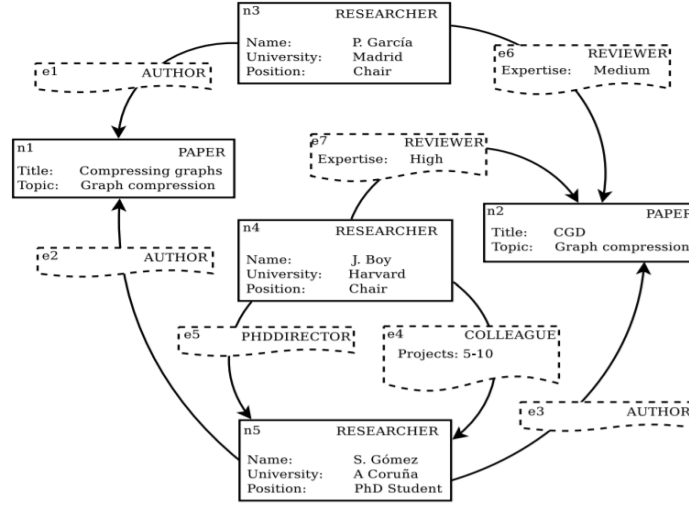 n3 RESEARCHER
Name: P. García
University: Madrid
Position: Chair
e1 AUTHOR
e6 REVIEWER
Expertise: Medium
n1 PAPER
Title: Compressing graphs
Topic: Graph compression
e7 REVIEWER
Expertise: High
n2 PAPER
Title: CGD
Topic: Graph compression
n4 RESEARCHER
Name: J. Boy
University: Harvard
Position: Chair
e2 AUTHOR
e5 PHDDIRECTOR
e4 COLLEAGUE
Projects: 5-10
e3 AUTHOR
n5 RESEARCHER
Name: S. Gómez
University: A Coruña
Position: PhD Student